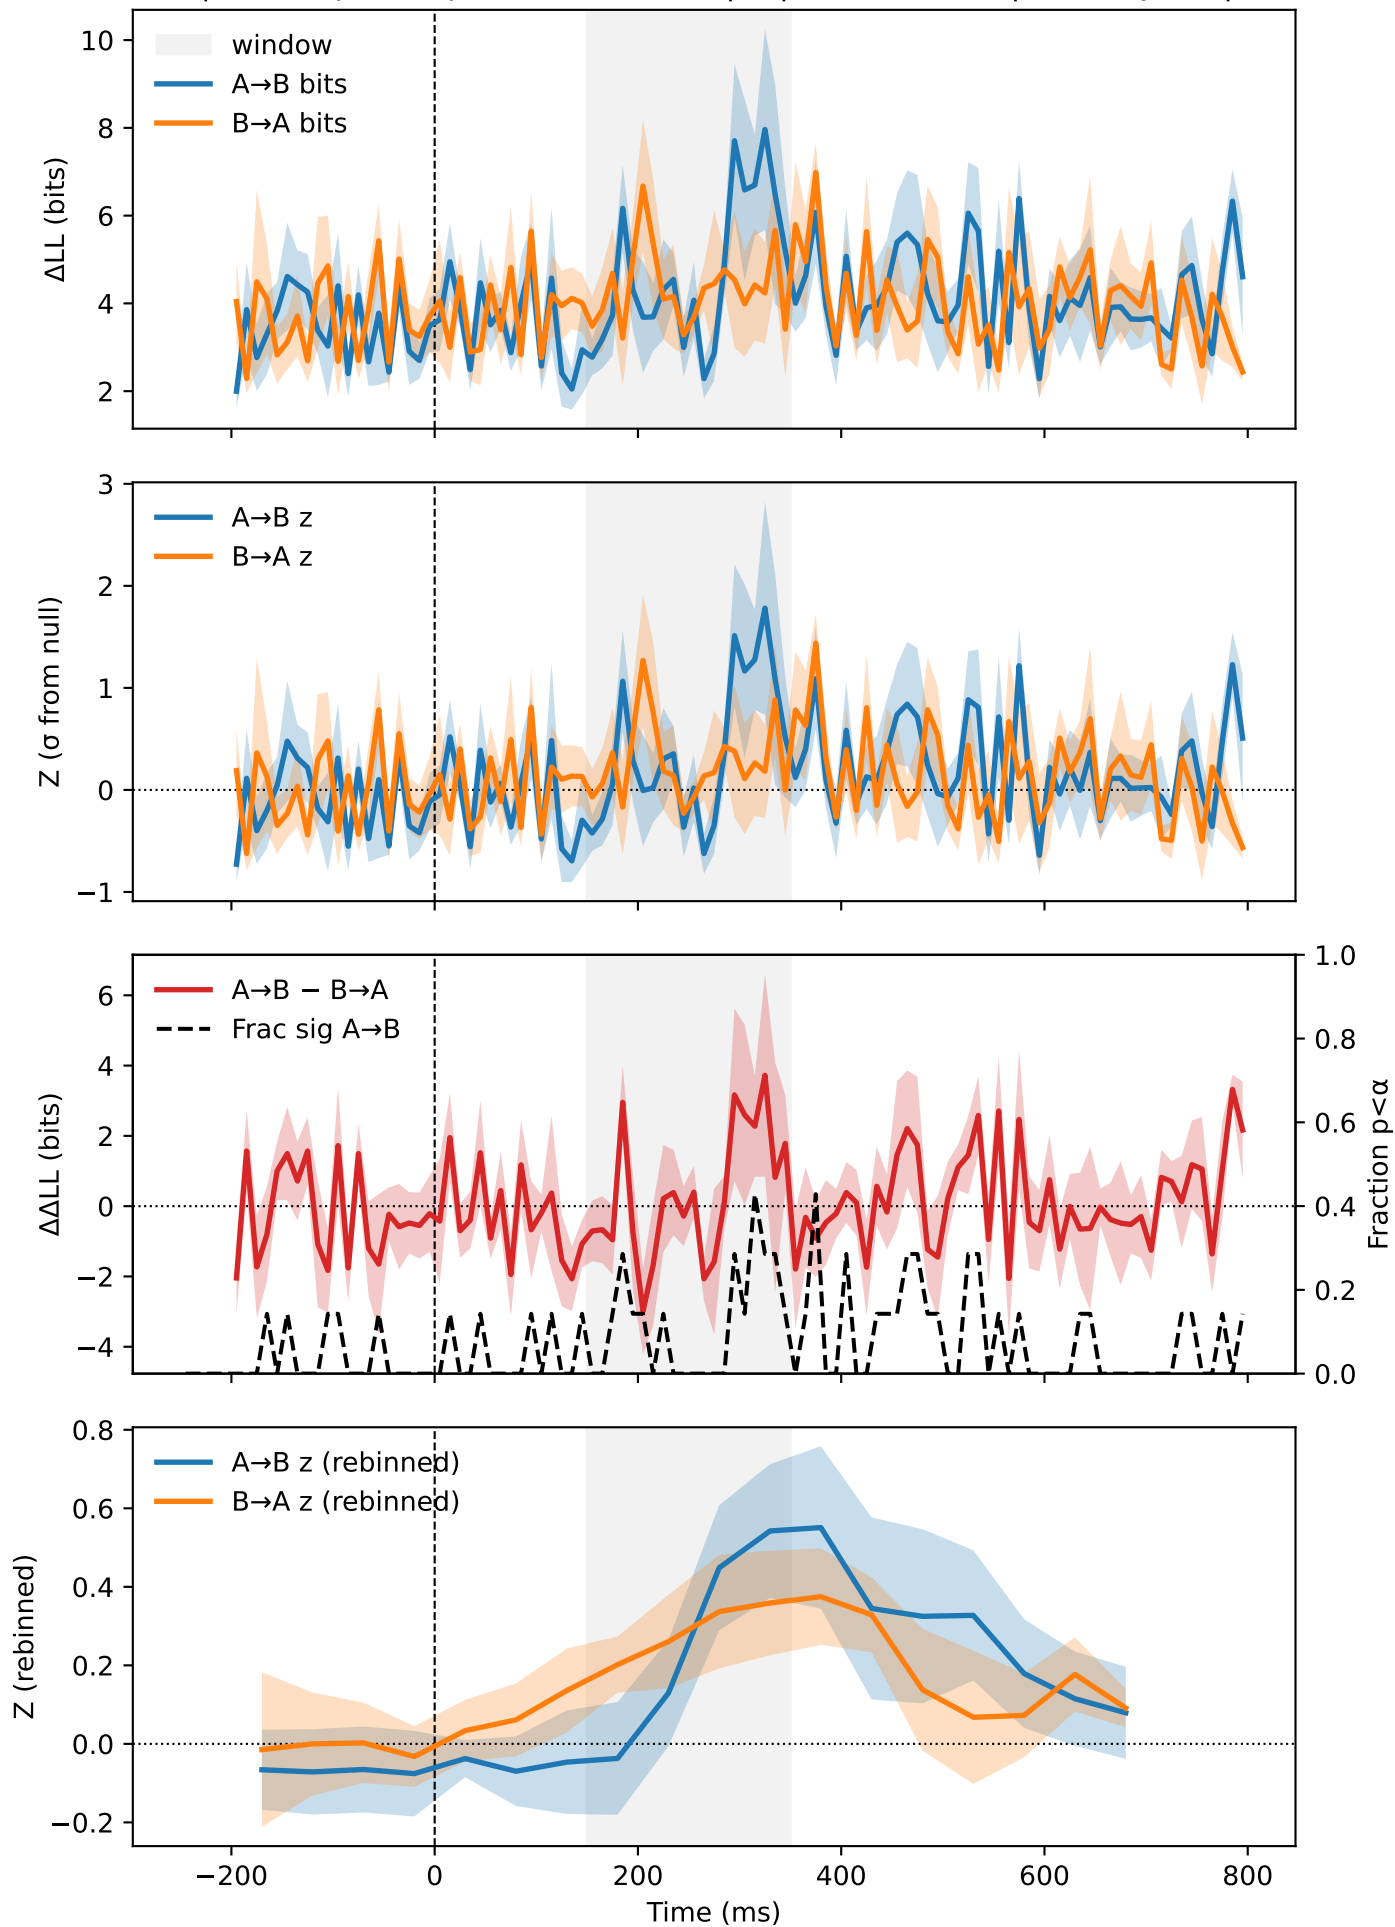 10
8
6
4
2
ΔLL (bits)
window
A→B bits
B→A bits
3
2
1
0
−1
Z (σ from null)
A→B z
B→A z
6
4
2
0
−2
−4
ΔΔLL (bits)
A→B − B→A
Frac sig A→B
1.0
0.8
0.6
0.4
0.2
0.0
Fraction p<α
0.8
0.6
0.4
0.2
0.0
−0.2
Z (rebinned)
A→B z (rebinned)
B→A z (rebinned)
−200 0 200 400 600 800
Time (ms)